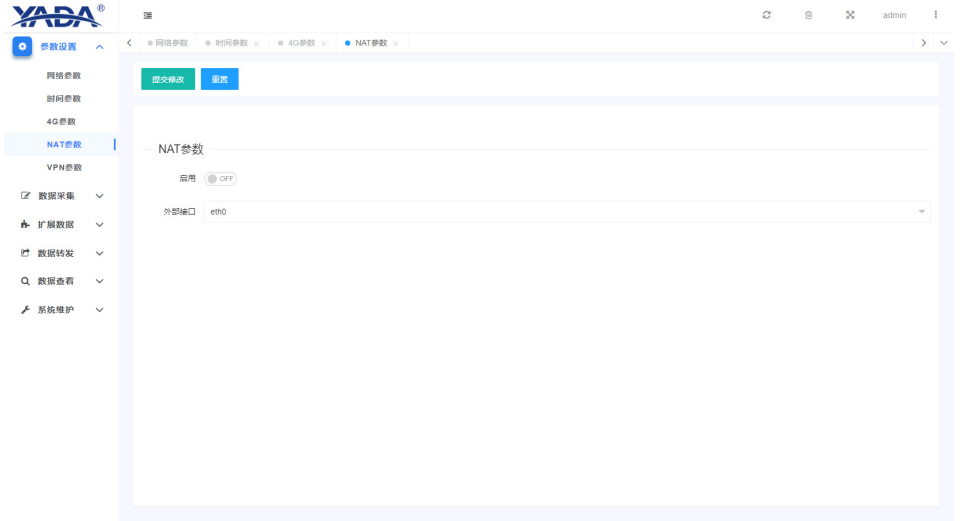 YADA®
admin
参数设置
网络参数
时间参数
4G参数
NAT参数
VPN参数
数据采集
扩展数据
数据转发
数据查看
系统维护
网络参数 时间参数 × 4G参数 × NAT参数 ×
提交修改 重置
NAT参数
启用 OFF
外部接口 eth0